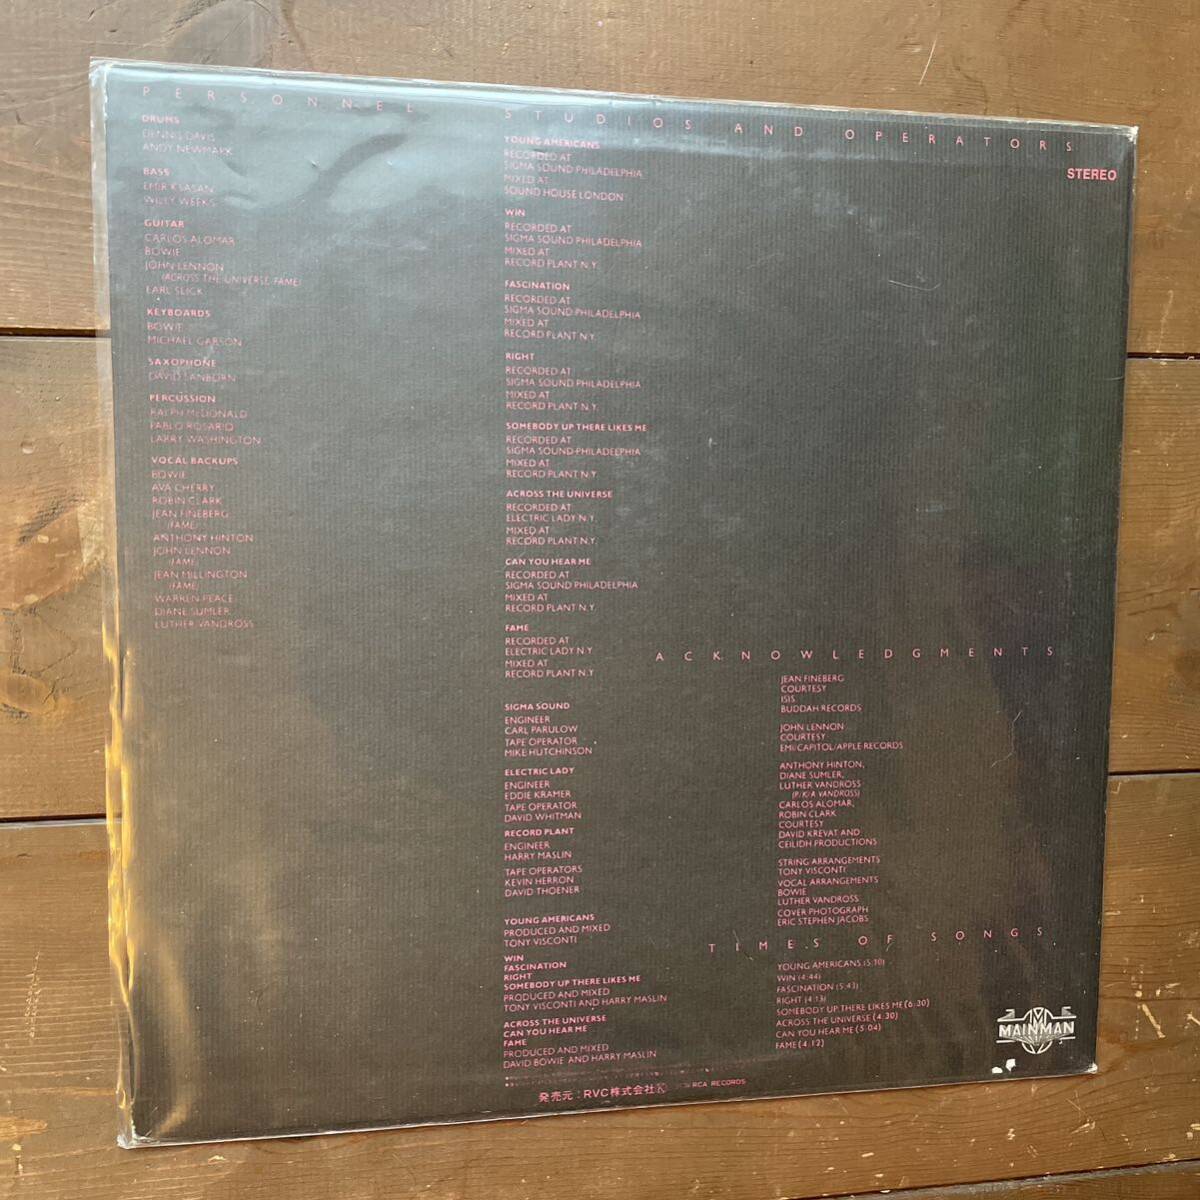 PERSONNEL
DRUMS
DENNIS DAVIS
ANDY NEWMARK
BASS
EMIR KSASAN
WILLY WEEKS
GUITAR
CARLOS ALOMAR
BOWIE
JOHN LENNON
(ACROSS THE UNIVERSE, FAME)
EARL SLICK
KEYBOARDS
BOWIE
MICHAEL GARSON
SAXOPHONE
DAVID SANBORN
PERCUSSION
RALPH McDONALD
PABLO ROSARIO
LARRY WASHINGTON
VOCAL BACKUPS
BOWIE
AVA CHERRY
ROBIN CLARK
JEAN FINEBERG
(FAME)
ANTHONY HINTON
JOHN LENNON
(FAME)
JEAN MILLINGTON
(FAME)
WARREN PEACE
DIANE SUMLER
LUTHER VANDROSS
STUDIOS AND OPERATORS
STEREO
YOUNG AMERICANS
RECORDED AT
SIGMA SOUND PHILADELPHIA
MIXED AT
SOUND HOUSE LONDON
WIN
RECORDED AT
SIGMA SOUND PHILADELPHIA
MIXED AT
RECORD PLANT N.Y.
FASCINATION
RECORDED AT
SIGMA SOUND PHILADELPHIA
MIXED AT
RECORD PLANT N.Y.
RIGHT
RECORDED AT
SIGMA SOUND PHILADELPHIA
MIXED AT
RECORD PLANT N.Y.
SOMEBODY UP THERE LIKES ME
RECORDED AT
SIGMA SOUND PHILADELPHIA
MIXED AT
RECORD PLANT N.Y.
ACROSS THE UNIVERSE
RECORDED AT
ELECTRIC LADY N.Y.
MIXED AT
RECORD PLANT N.Y.
CAN YOU HEAR ME
RECORDED AT
SIGMA SOUND PHILADELPHIA
MIXED AT
RECORD PLANT N.Y.
FAME
RECORDED AT
ELECTRIC LADY N.Y.
MIXED AT
RECORD PLANT N.Y.
SIGMA SOUND
ENGINEER
CARL PARULOW
TAPE OPERATOR
MIKE HUTCHINSON
ELECTRIC LADY
ENGINEER
EDDIE KRAMER
TAPE OPERATOR
DAVID WHITMAN
RECORD PLANT
ENGINEER
HARRY MASLIN
TAPE OPERATORS
KEVIN HERRON
DAVID THOENER
YOUNG AMERICANS
PRODUCED AND MIXED
TONY VISCONTI
WIN
FASCINATION
RIGHT
SOMEBODY UP THERE LIKES ME
PRODUCED AND MIXED
TONY VISCONTI AND HARRY MASLIN
ACROSS THE UNIVERSE
CAN YOU HEAR ME
FAME
PRODUCED AND MIXED
DAVID BOWIE AND HARRY MASLIN
ACKNOWLEDGMENTS
JEAN FINEBERG
COURTESY
ISIS
BUDDAH RECORDS
JOHN LENNON
COURTESY
EMI/CAPITOL/APPLE RECORDS
ANTHONY HINTON,
DIANE SUMLER,
LUTHER VANDROSS
(P/K/A VANDROSS)
CARLOS ALOMAR,
ROBIN CLARK
COURTESY
DAVID KREVAT AND
CEILIDH PRODUCTIONS
STRING ARRANGEMENTS
TONY VISCONTI
VOCAL ARRANGEMENTS
BOWIE
LUTHER VANDROSS
COVER PHOTOGRAPH
ERIC STEPHEN JACOBS
TIMES OF SONGS
YOUNG AMERICANS (5:10)
WIN (4:44)
FASCINATION (5:43)
RIGHT (4:13)
SOMEBODY UP THERE LIKES ME (6:30)
ACROSS THE UNIVERSE (4:30)
CAN YOU HEAR ME (5:04)
FAME (4:12)
MAINMAN
発売元:RVC株式会社 Ⓚ RCA RECORDS